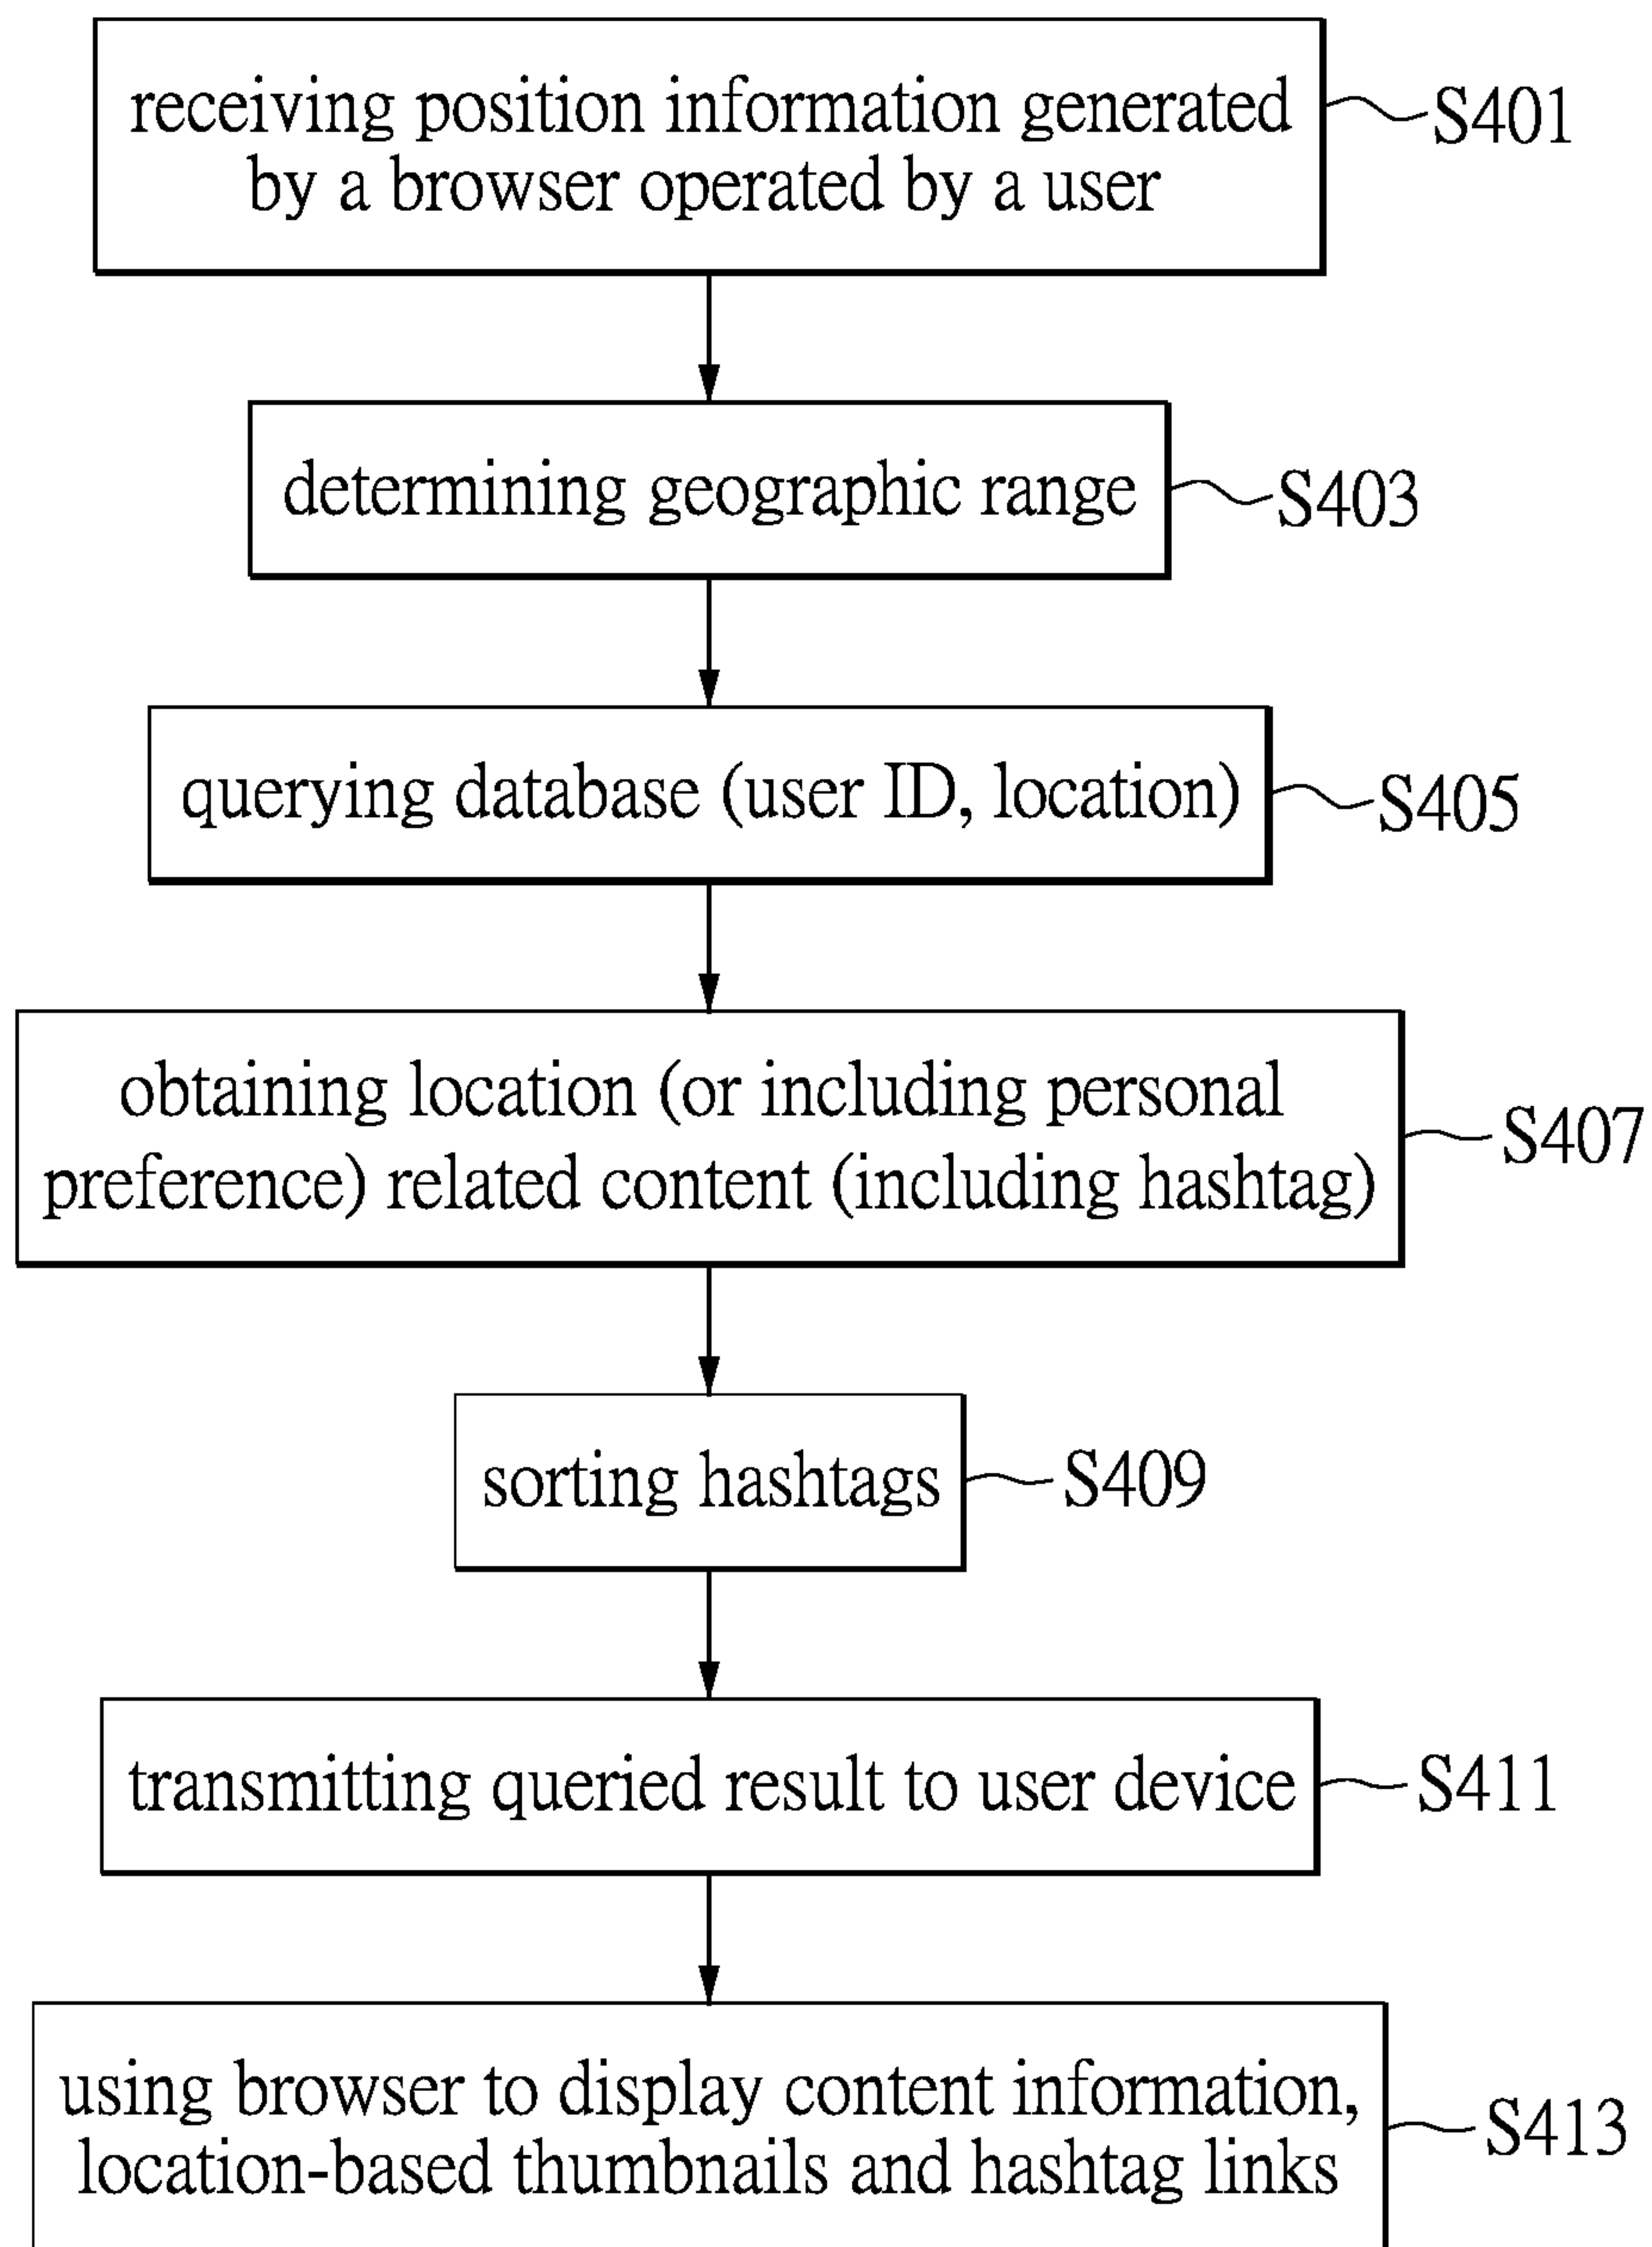 receiving position information generated
by a browser operated by a user
S401
determining geographic range
S403
querying database (user ID, location)
S405
obtaining location (or including personal
preference) related content (including hashtag)
S407
sorting hashtags
S409
transmitting queried result to user device
S411
using browser to display content information,
location-based thumbnails and hashtag links
S413